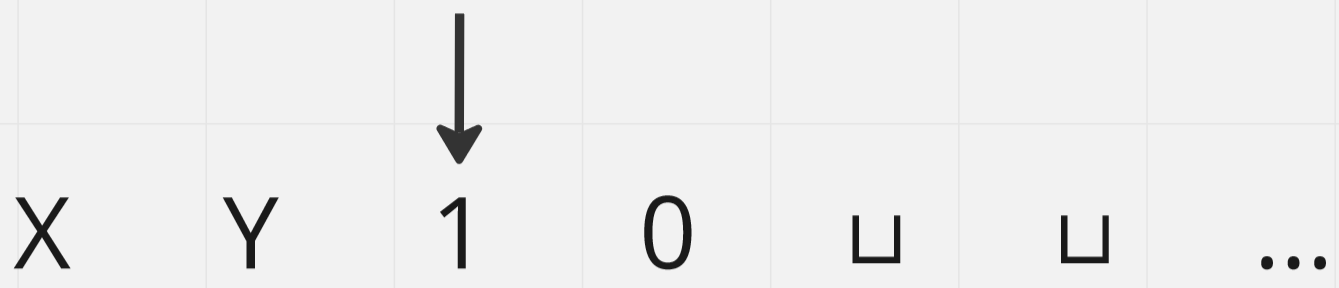 X Y 1 0 ⊔ ⊔ ...